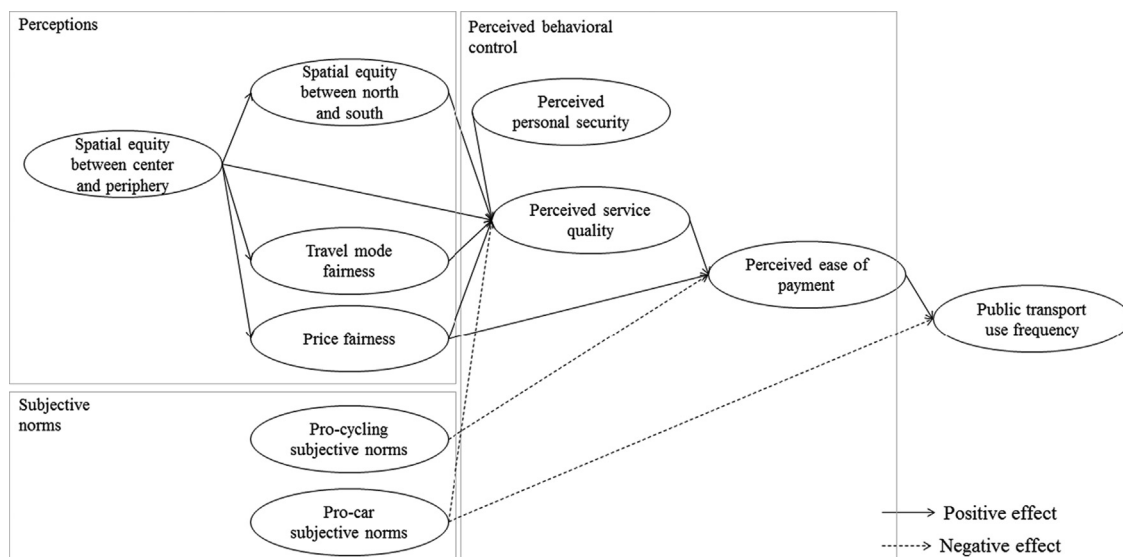 Perceptions
Spatial equity
between north
and south
Spatial equity
between center
and periphery
Travel mode
fairness
Price fairness
Subjective
norms
Pro-cycling
subjective norms
Pro-car
subjective norms
Perceived behavioral
control
Perceived
personal security
Perceived service
quality
Perceived ease of
payment
Public transport
use frequency
Positive effect
Negative effect